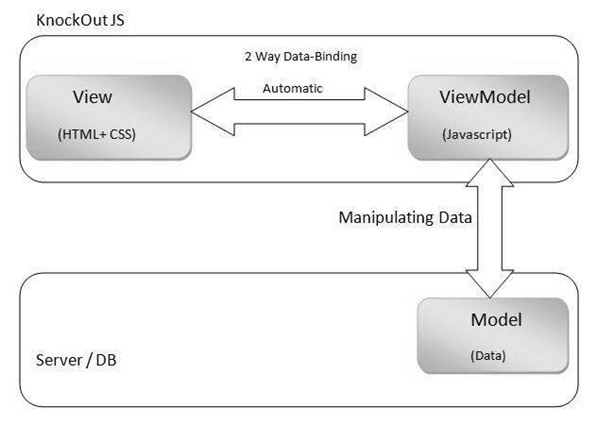 KnockOut JS
2 Way Data-Binding
Automatic
View
(HTML+ CSS)
ViewModel
(Javascript)
Manipulating Data
Model
(Data)
Server / DB